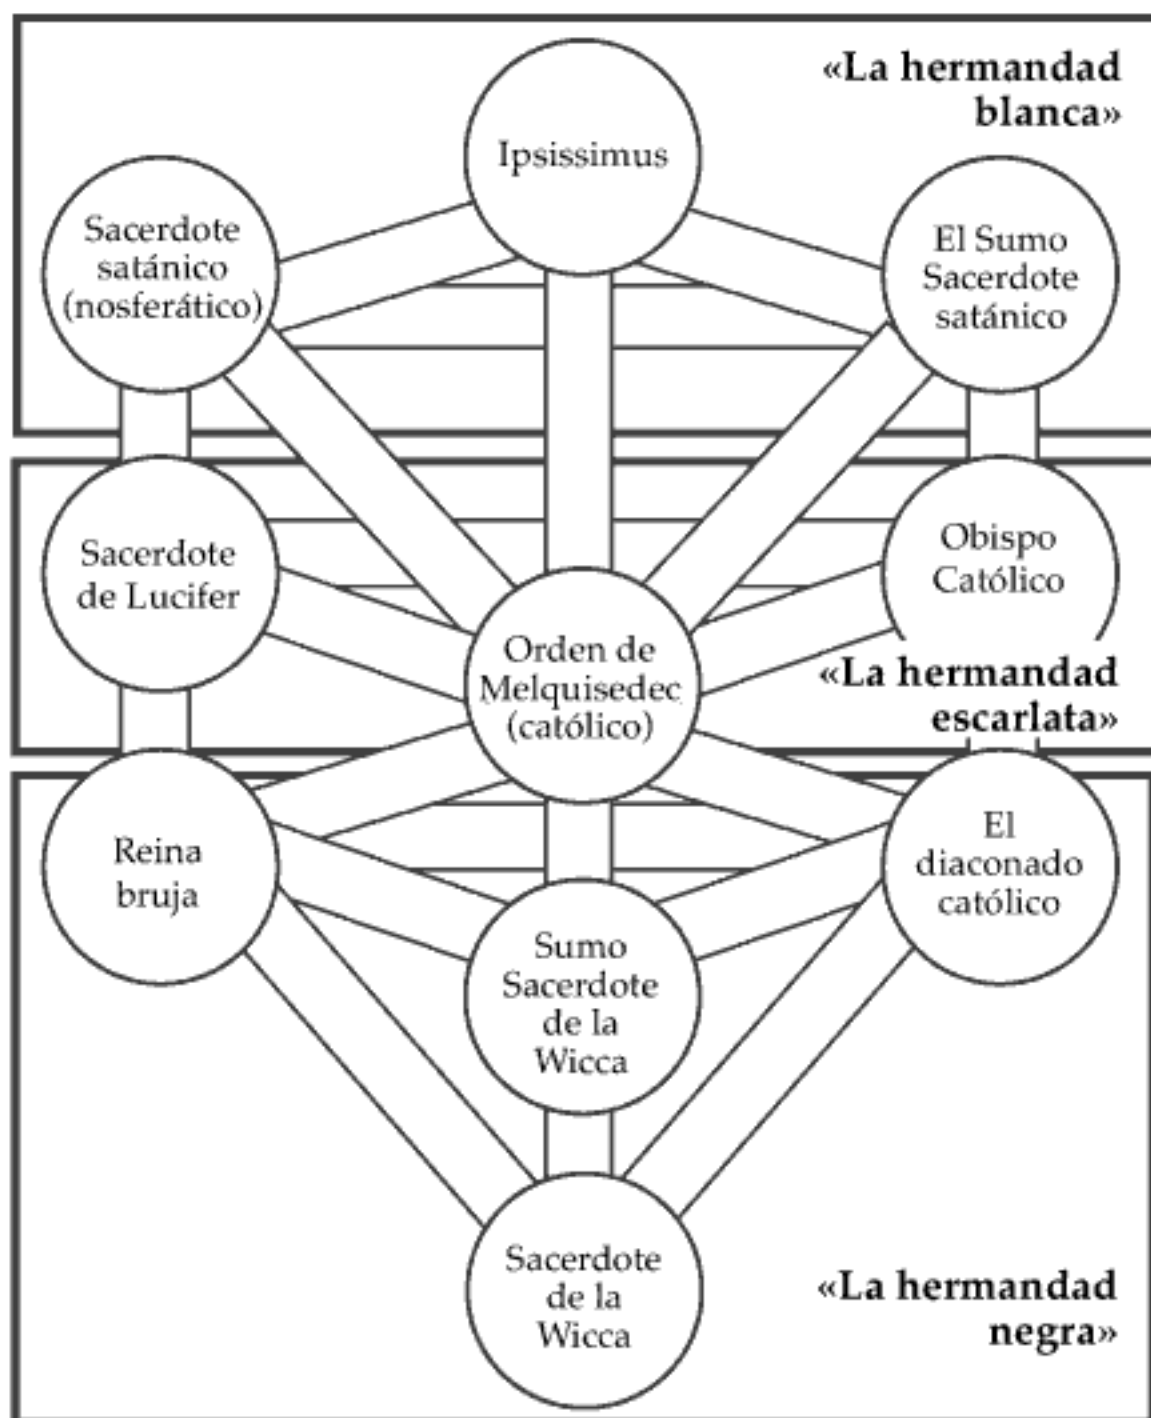 «La hermandad
blanca»
Ipsissimus
Sacerdote
satánico
(nosferático)
El Sumo
Sacerdote
satánico
Sacerdote
de Lucifer
Obispo
Católico
Orden de
Melquisedec
(católico)
«La hermandad
escarlata»
Reina
bruja
El
diaconado
católico
Sumo
Sacerdote
de la
Wicca
Sacerdote
de la
Wicca
«La hermandad
negra»